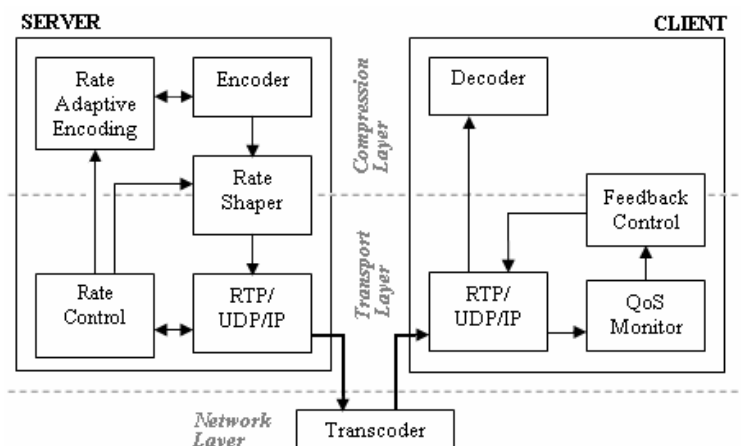 SERVER
CLIENT
Rate
Adaptive
Encoding
Encoder
Compression
Layer
Decoder
Rate
Shaper
Feedback
Control
Transport
Layer
Rate
Control
RTP/
UDP/IP
RTP/
UDP/IP
QoS
Monitor
Network
Layer
Transcoder